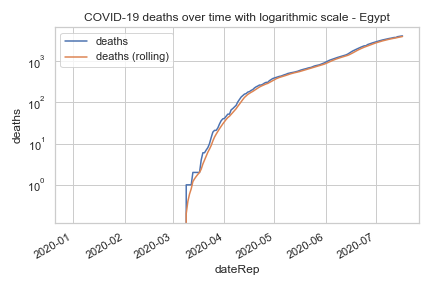 COVID-19 deaths over time with logarithmic scale - Egypt
deaths
deaths (rolling)
10³
10²
10¹
10⁰
deaths
2020-01
2020-02
2020-03
2020-04
2020-05
2020-06
2020-07
dateRep